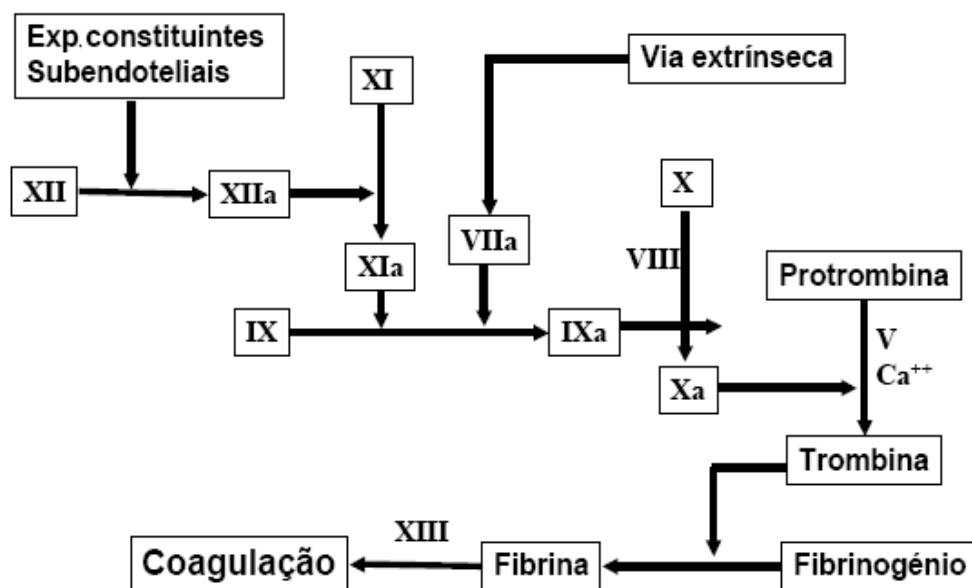 Exp.constituintes
Subendoteliais
Via extrínseca
XI
XII
XIIa
X
VIIa
VIII
XIa
Protrombina
IX
IXa
V
Ca++
Xa
Trombina
XIII
Coagulação
Fibrina
Fibrinogénio